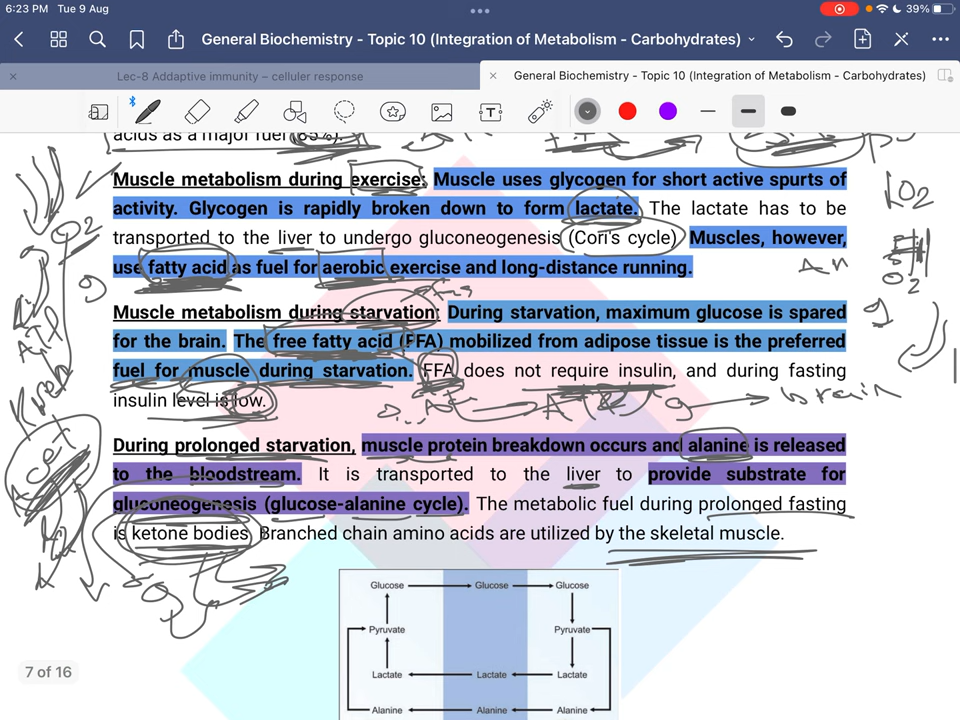 6:23 PM Tue 9 Aug 39%
General Biochemistry - Topic 10 (Integration of Metabolism - Carbohydrates)
Lec-8 Addaptive immunity – celluler response
General Biochemistry - Topic 10 (Integration of Metabolism - Carbohydrates)
acids as a major fuel (85%).
Muscle metabolism during exercise: Muscle uses glycogen for short active spurts of
activity. Glycogen is rapidly broken down to form lactate. The lactate has to be
transported to the liver to undergo gluconeogenesis (Cori's cycle) Muscles, however,
use fatty acid as fuel for aerobic exercise and long-distance running.
Muscle metabolism during starvation: During starvation, maximum glucose is spared
for the brain. The free fatty acid (FFA) mobilized from adipose tissue is the preferred
fuel for muscle during starvation. FFA does not require insulin, and during fasting
insulin level is low.
brain
During prolonged starvation, muscle protein breakdown occurs and alanine is released
to the bloodstream. It is transported to the liver to provide substrate for
gluconeogenesis (glucose-alanine cycle). The metabolic fuel during prolonged fasting
is ketone bodies. Branched chain amino acids are utilized by the skeletal muscle.
Glucose Glucose Glucose
Pyruvate Pyruvate
Lactate Lactate Lactate
Alanine Alanine Alanine
7 of 16